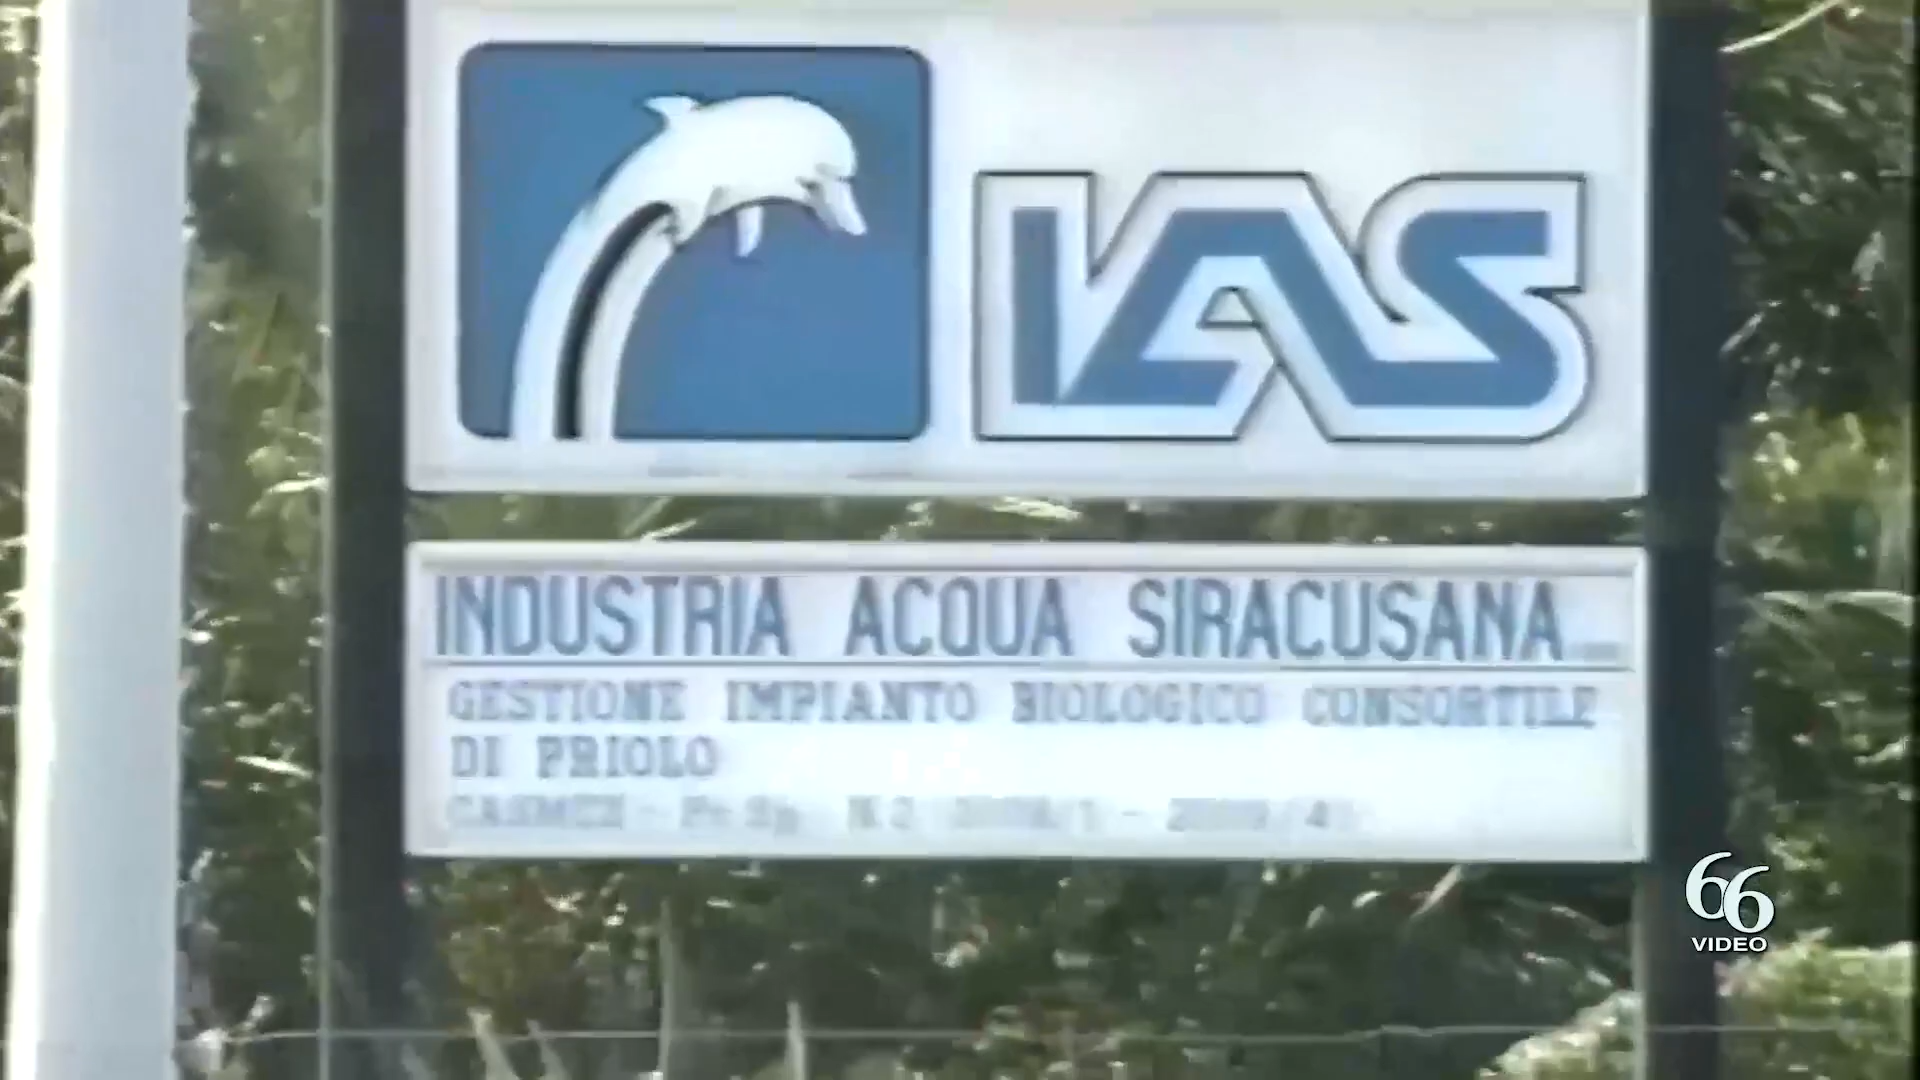 IAS
INDUSTRIA ACQUA SIRACUSANA
GESTIONE IMPIANTO BIOLOGICO CONSORTILE
DI PRIOLO
66
VIDEO